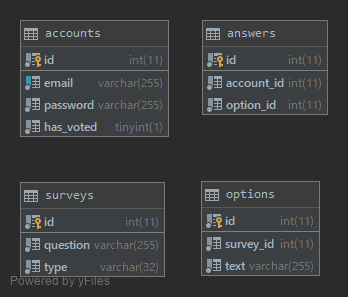 accounts
id int(11)
email varchar(255)
password varchar(255)
has_voted tinyint(1)
answers
id int(11)
account_id int(11)
option_id int(11)
surveys
id int(11)
question varchar(255)
type varchar(32)
options
id int(11)
survey_id int(11)
text varchar(255)
Powered by yFiles